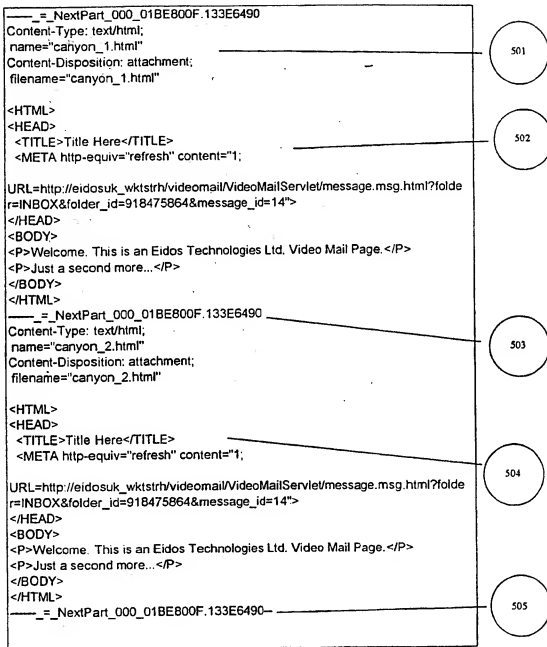 ------_=_NextPart_000_01BE800F.133E6490
Content-Type: text/html;
name="canyon_1.html"
Content-Disposition: attachment;
filename="canyon_1.html"
501
<HTML>
<HEAD>
<TITLE>Title Here</TITLE>
<META http-equiv="refresh" content="1;
502
URL=http://eidosuk_wktstrh/videomail/VideoMailServlet/message.msg.html?folde
r=INBOX&folder_id=918475864&message_id=14">
</HEAD>
<BODY>
<P>Welcome. This is an Eidos Technologies Ltd. Video Mail Page.</P>
<P>Just a second more...</P>
</BODY>
</HTML>
------_=_NextPart_000_01BE800F.133E6490
503
Content-Type: text/html;
name="canyon_2.html"
Content-Disposition: attachment;
filename="canyon_2.html"
<HTML>
<HEAD>
<TITLE>Title Here</TITLE>
<META http-equiv="refresh" content="1;
504
URL=http://eidosuk_wktstrh/videomail/VideoMailServlet/message.msg.html?folde
r=INBOX&folder_id=918475864&message_id=14">
</HEAD>
<BODY>
<P>Welcome. This is an Eidos Technologies Ltd. Video Mail Page.</P>
<P>Just a second more...</P>
</BODY>
</HTML>
------_=_NextPart_000_01BE800F.133E6490--
505